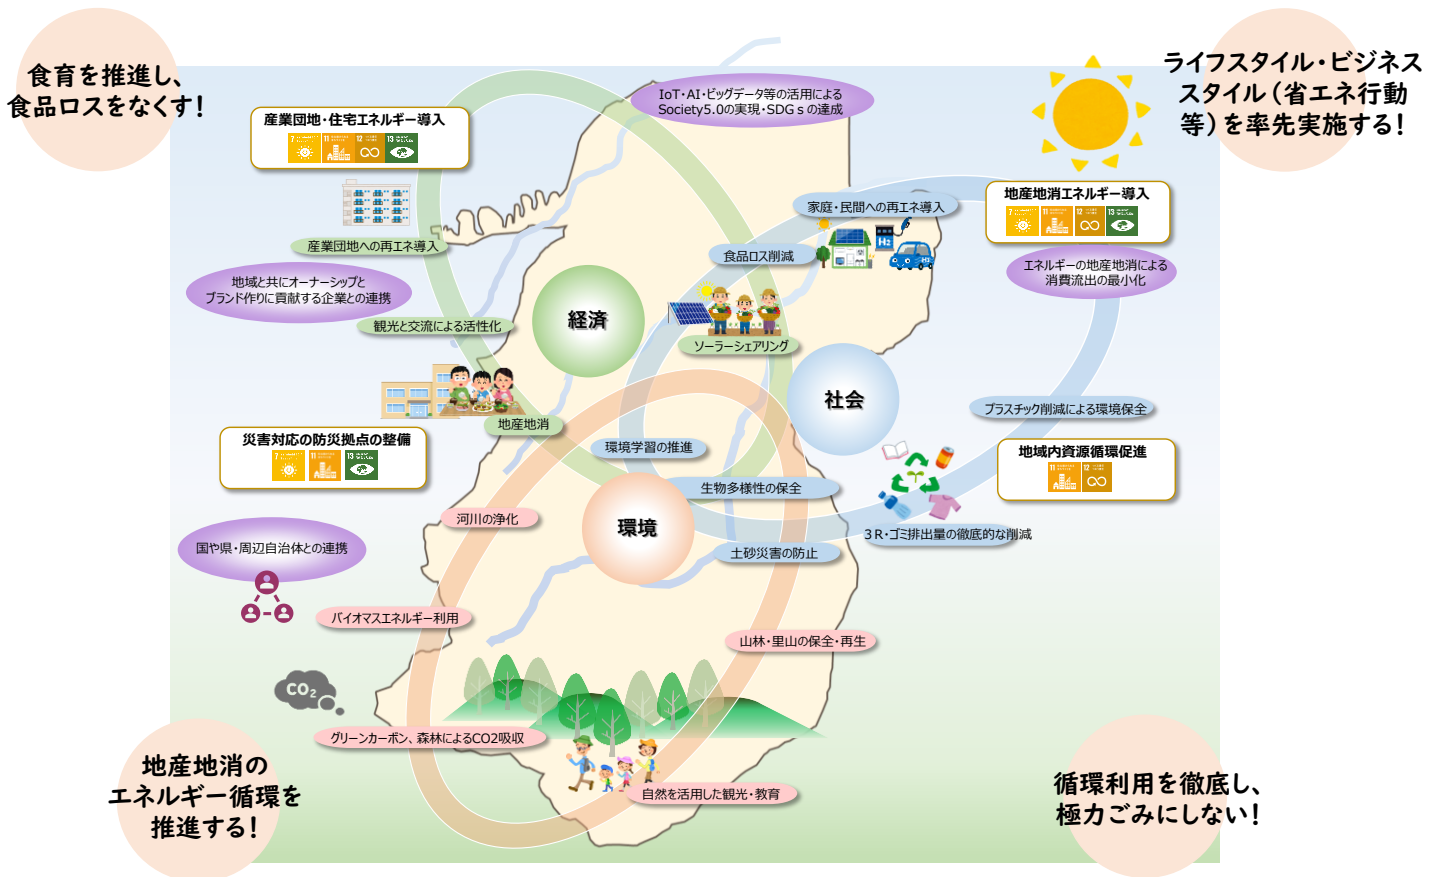 食育を推進し、
食品ロスをなくす！
ライフスタイル・ビジネス
スタイル（省エネ行動
等）を率先実施する！
IoT・AI・ビッグデータ等の活用による
Society5.0の実現・SDGｓの達成
産業団地・住宅エネルギー導入
7
11
12
13
地産地消エネルギー導入
7
11
12
13
家庭・民間への再エネ導入
H2
H2
産業団地への再エネ導入
食品ロス削減
エネルギーの地産地消による
消費流出の最小化
地域と共にオーナーシップと
ブランド作りに貢献する企業との連携
経済
観光と交流による活性化
ソーラーシェアリング
社会
プラスチック削減による環境保全
地産地消
災害対応の防災拠点の整備
7
11
13
環境学習の推進
地域内資源循環促進
11
12
生物多様性の保全
河川の浄化
環境
3R・ゴミ排出量の徹底的な削減
国や県・周辺自治体との連携
土砂災害の防止
バイオマスエネルギー利用
山林・里山の保全・再生
CO2
グリーンカーボン、森林によるCO2吸収
自然を活用した観光・教育
地産地消の
エネルギー循環を
推進する！
循環利用を徹底し、
極力ごみにしない！